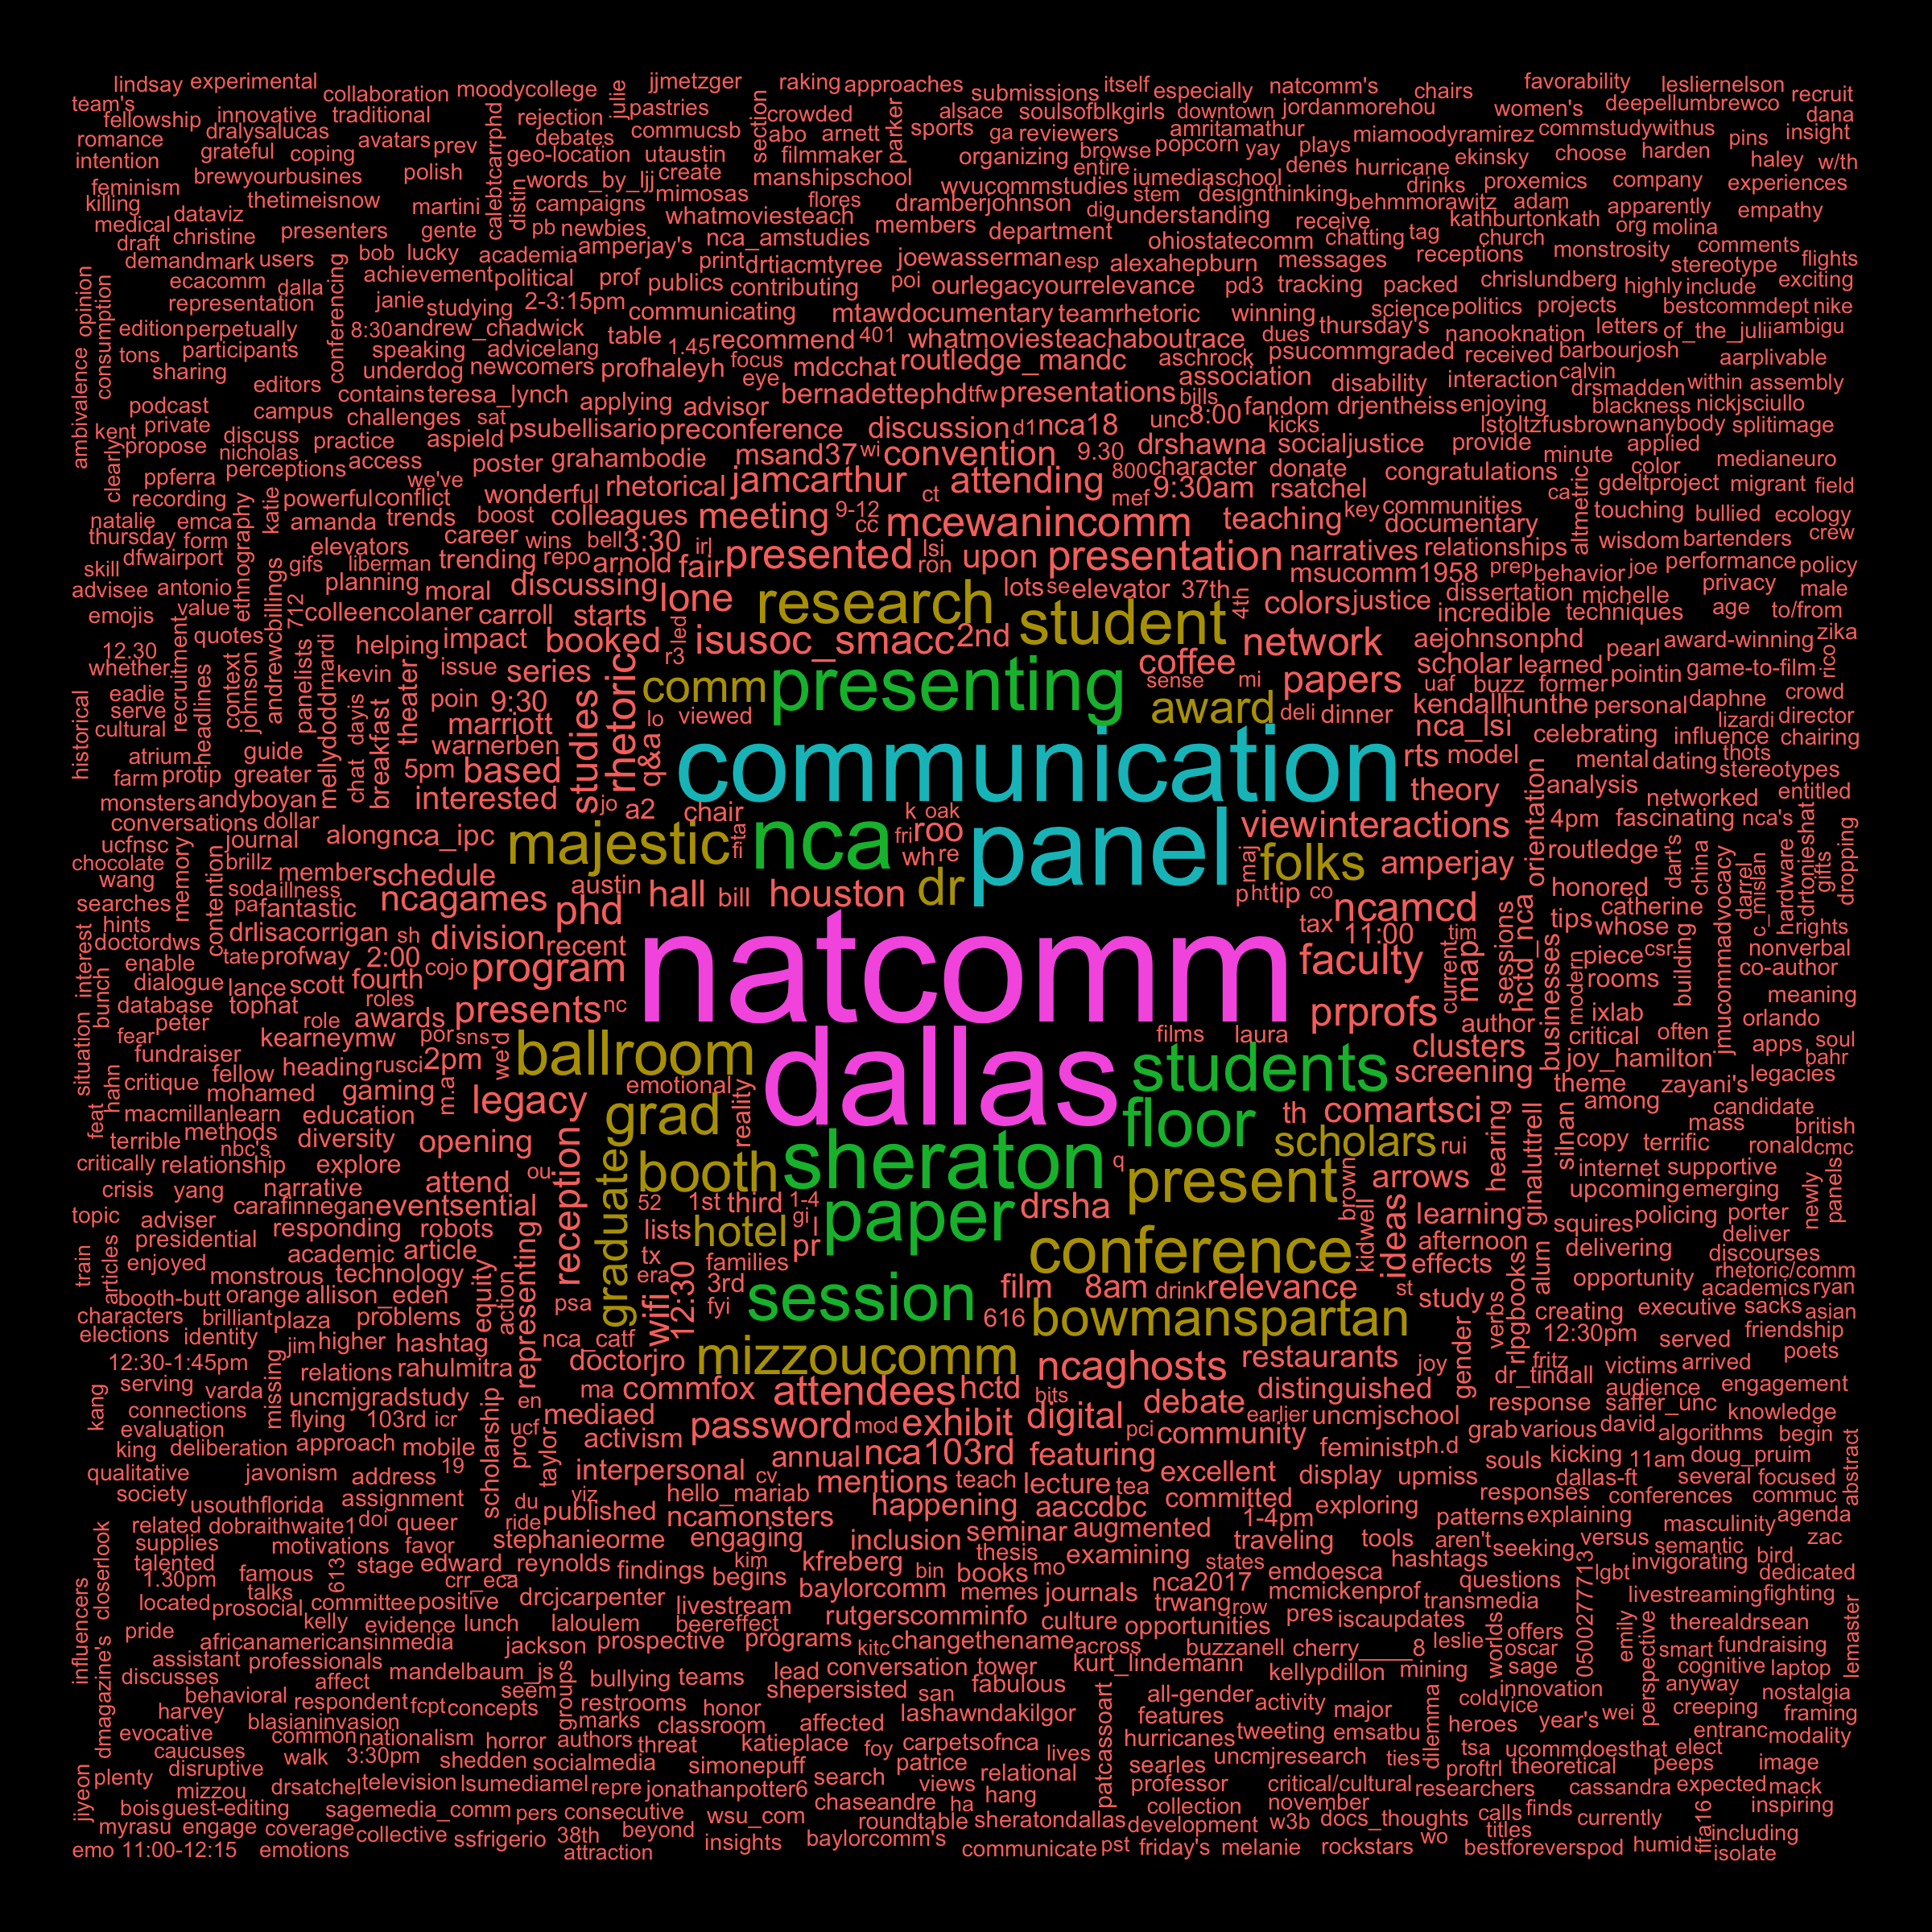 lindsay experimental collaboration moodycollege julie jjmetzger raking approaches submissions itself especially natcomm's chairs favorability lesliernelson recruit
team's fellowship innovative traditional calebtcarrphd rejection pastries section crowded parker alsace soulsofblkgirls downtown jordanmorehou women's deepellumbrewco dana
romance dralysalucas avatars prev debates commucsb abo arnett sports ga reviewers amritamathur miamoodyramirez commstudywithus pins insight
intention grateful coping geo-location utaustin filmmaker organizing browse popcorn yay plays ekinsky choose harden haley w/th
feminism brewyourbusines polish words_by_ljj create manshipschool entire iumediaschool denes hurricane proxemics company experiences
killing thetimeisnow martini distin campaigns mimosas flores wvucommstudies stem designthinking drinks adam apparently empathy
medical dataviz presenters gente pb newbies whatmoviesteach dramberjohnson dig understanding receive behmmorawitz kathburtonkath org molina
draft christine bob lucky academia amperjay's nca_amstudies members department ohiostatecomm chatting tag church monstrosity comments
demandmark users conferencing achievement political prof print drtiacmtyree joewasserman esp alexahepburn messages receptions stereotype flights
ecacomm dalla janie studying 2-3:15pm publics contributing poi ourlegacyyourrelevance pd3 tracking packed chrislundberg highly include exciting
opinion consumption representation communicating mtawdocumentary teamrhetoric winning science politics projects bestcommdept nike
edition perpetually 8:30 andrew_chadwick table 1.45 recommend 401 whatmoviesteachaboutrace dues thursday's nanooknation letters of_the_julii ambigu
tons participants speaking advice lang focus mdcchat routledge_mandc aschrock psucommgraded received barbourjosh aarplivable
sharing underdog newcomers profhaleyh eye association disability interaction calvin
ambivalence editors contains teresa_lynch applying advisor bernadettephd tfw presentations bills fandom drjentheiss enjoying drsmadden within assembly
podcast campus challenges sat psubellisario preconference discussion d1 nca18 unc 8:00 kicks blackness nickjsciullo
kent private discuss practice aspield msand37 wi convention 9.30 drshawna socialjustice provide lstoltzfusbrown anybody splitimage
clearly propose nicholas perceptions access poster grahambodie jamcarthur attending 800 character donate congratulations minute applied
ppferra we've wonderful rhetorical ct mef 9:30am rsatchel color medianeuro
recording ethnography katie powerful conflict boost colleagues meeting 9-12 mcewanincomm teaching key communities ca altmetric gdeltproject migrant field
natalie emca amanda trends career wins bell 3:30 irl cc documentary touching bullied ecology
thursday form elevators trending repo arnold fair presented lsi upon presentation narratives relationships wisdom bartenders crew
skill dfwairport gifs liberman discussing ron lots se elevator 37th msucomm1958 prep behavior joe performance policy
advisee antonio andrewcbillings planning moral lone research student 4th colors justice dissertation michelle privacy male
emojis value 712 colleencolaner carroll starts led incredible techniques age to/from
12.30 quotes helping impact booked isusoc_smacc 2nd network aejohnsonphd pearl award-winning zika
whether recruitment context mardi kevin issue series r3 coffee scholar learned pointin game-to-film rico
eadie headlines johnson panelists dayis theater poin 9:30 rhetoric comm presenting sense mi papers uaf buzz former daphne crowd
serve mellydodd marriott studies lo viewed award deli dinner kendallhunthe personal lizardi director
historical cultural atrium guide chat breakfast warnerben q&a communication nca_lsi celebrating influence chairing
farm protip greater 5pm based rts model mental dating thots stereotypes
monsters andyboyan interested jo a2 chair k oak theory orientation analysis networked entitled
conversations dollar along nca_ipc majestic fi ta nca fri roo panel viewinteractions 4pm fascinating nca's
ucfnsc journal memory contention brillz member schedule wh re maj folks amperjay routledge dart's china hardware drtonieshat
chocolate wang soda illness austin hall bill houston dr pht tip co honored catherine advocacy darrel gifts dropping
searches pa fantastic ncagames phd ncamcd tips whose c_mislan rights
hints drlisacorrigan sh division recent natcomm tax 11:00 tim sessions hctd_nca piece csr building nonverbal
doctordws tate profway 2:00 cojo program faculty current map businesses rooms co-author
interest enable dialogue lance scott fourth presents nc modem ixlab meaning
bunch database tophat roles awards prprofs author critical often orlando
situation fear peter role kearneymw por sns we'd ballroom dallas films laura clusters joy_hamilton jmucomm apps soul
fundraiser heading rusci 2pm students screening bahr
hahn critique fellow mohamed gaming m.a legacy emotional reality theme zayani's legacies
feat macmillanlearn education grad floor th comartsci hearing among candidate
terrible methods nbc's diversity opening sheraton scholars rui silnan copy terrific mass british
critically relationship explore reception ou booth q present arrows ginaluttrell internet supportive ronald cmc
crisis yang narrative attend 52 1st third 1-4 drsha brown upcoming emerging newly panels
topic adviser carafinnegan eventsential graduate lists hotel gi l paper kidwell ideas learning squires policing porter
presidential responding robots representing tx pr conference afternoon delivering deliver
train articles enjoyed academic article families effects alum discourses
monstrous technology equity action era 3rd film 8am drink relevance st study rlpgbooks opportunity rhetoric/comm
booth-butt orange allison_eden psa wifi 12:30 fyi session 616 bowmanspartan verbs creating executive academics ryan
characters brilliant plaza problems nca_catf sacks asian
elections identity jim higher hashtag doctorjro mizzoucomm ncaghosts restaurants joy gender 12:30pm served friendship
12:30-1:45pm missing relations rahulmitra ma commfox attendees hctd bits debate distinguished dr_tindall fritz victims arrived poets
kang serving varda uncmjgradstudy scholarship en mediaed earlier uncmjschool response audience engagement
connections flying 103rd icr prof ucf activism password mod exhibit digital pci community feminist ph.d grab various saffer_unc david knowledge
evaluation annual nca103rd featuring algorithms begin
king deliberation approach mobile taylor interpersonal cv mentions teach lecture tea excellent display upmiss souls kicking 11am doug_pruim abstract
qualitative javonism address 19 viz hello_mariab happening aaccdbc committed exploring dallas-ft several focused
society usouthflorida assignment du published ncamonsters 1-4pm responses conferences commuc
related dobraithwaite1 doi queer ride stephanieorme engaging inclusion seminar augmented traveling tools patterns explaining masculinity agenda
supplies motivations favor thesis examining aren't seeking versus semantic zac
talented 1.30pm famous 613 stage edward_reynolds findings kim begins kfreberg bin books mo states emdoesca hashtags lgbt invigorating bird
closerlook talks crr_eca baylorcomm memes journals nca2017 mcmickenprof questions dedicated
influencers located prosocial committee positive drcjcarpenter livestream rutgerscomminfo trwang row transmedia 05000277713 livestreaming fighting
pride kelly evidence lunch laloulem beereffect culture opportunities pres iscaupdates offers emily therealdrsean
africanamericansinmedia jackson prospective programs kitc changethename across buzzanell cherry____8 leslie worlds oscar smart fundraising lemaster
dmagazine's assistant professionals mandelbaum_js bullying teams lead conversation tower kurt_lindemann kellypdillon mining sage perspective cognitive laptop
discusses affect seem groups shepersisted san fabulous innovation anyway
behavioral respondent fcpt concepts restrooms honor all-gender activity major dilemma cold vice nostalgia
harvey blasianinvasion marks classroom affected lashawndakilgor patcassoart features heroes year's wei creeping framing
evocative common nationalism horror authors threat katieplace foy carpetsofnca hurricanes tweeting emsatbu entranc modality
caucuses walk 3:30pm shedden socialmedia simonepuff patrice lives searles uncmjresearch ties tsa ucommdoesthat elect
jiyeon plenty disruptive search relational proftrl theoretical peeps image
mizzou drsatchel television lsumediamel repre jonathanpotter6 views hang professor critical/cultural researchers cassandra expected mack
bois guest-editing sagemedia_comm pers consecutive wsu_com chaseandre ha collection november calls finds currently fifa16 inspiring
myrasu engage coverage collective ssfrigerio 38th beyond roundtable sheratondallas development w3b docs_thoughts titles including
emo 11:00-12:15 emotions attraction insights baylorcomm's communicate pst friday's melanie rockstars wo bestforeverspod humid isolate